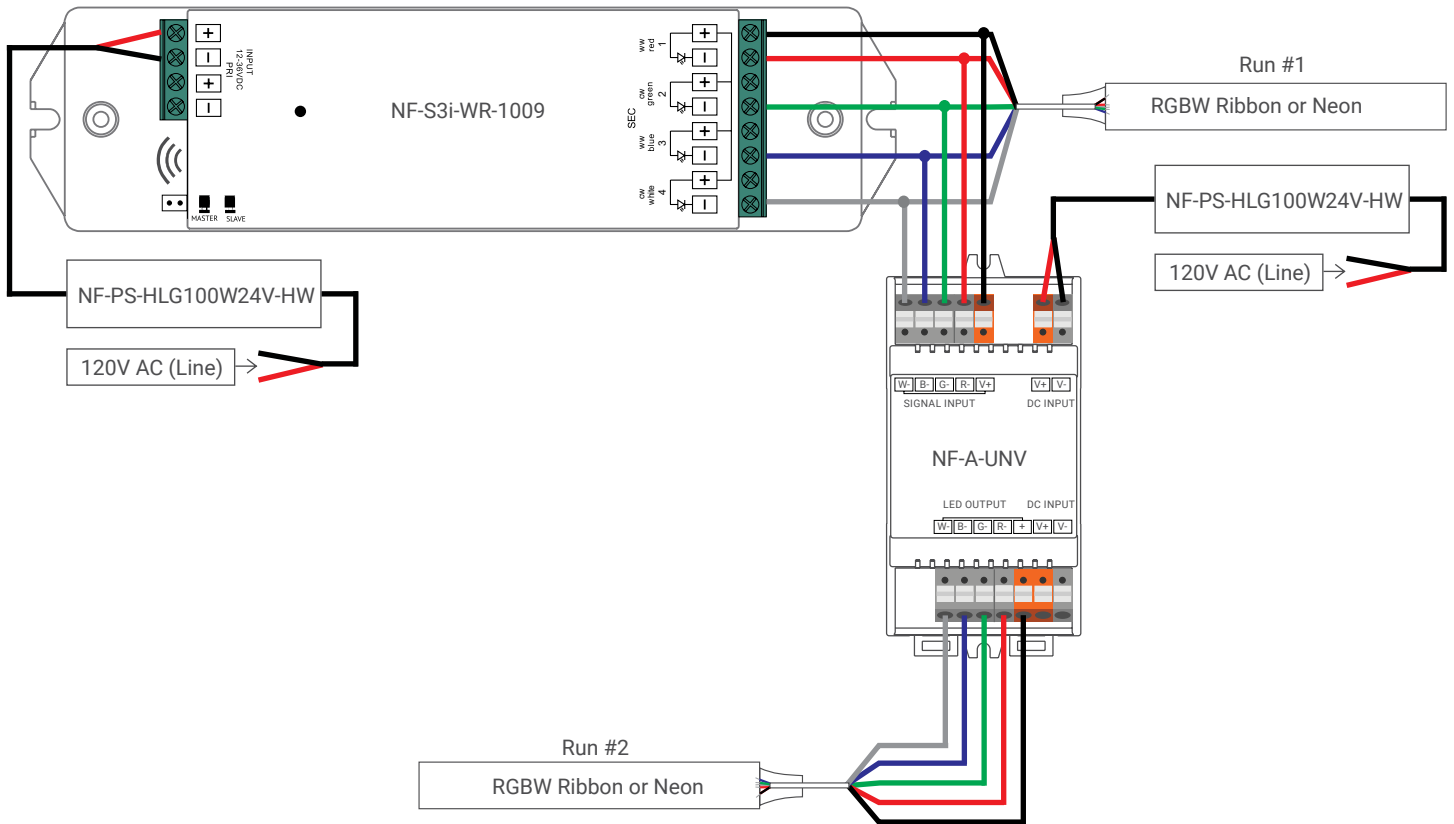 +
−
+
−
INPUT
12-36VDC
PRI
NF-S3i-WR-1009
MASTER
SLAVE
SEC
ww
red
1
+
−
cw
green
2
+
−
ww
blue
3
+
−
cw
white
4
+
−
Run #1
RGBW Ribbon or Neon
NF-PS-HLG100W24V-HW
120V AC (Line)
NF-PS-HLG100W24V-HW
120V AC (Line)
W- B- G- R- V+ V+ V-
SIGNAL INPUT DC INPUT
NF-A-UNV
LED OUTPUT DC INPUT
W- B- G- R- + V+ V-
Run #2
RGBW Ribbon or Neon